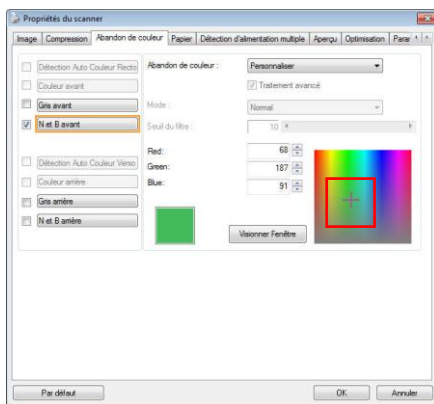 Propriétés du scanner
Image Compression Abandon de couleur Papier Détection d'alimentation multiple Aperçu Optimisation Parar
Détection Auto Couleur Recto
Couleur avant
Gris avant
N et B avant
Détection Auto Couleur Verso
Couleur arrière
Gris arrière
N et B arrière
Abandon de couleur : Personnaliser
Traitement avancé
Mode : Normal
Seuil du filtre : 10
Red: 68
Green: 187
Blue: 91
Visionner Fenêtre
Par défaut OK Annuler